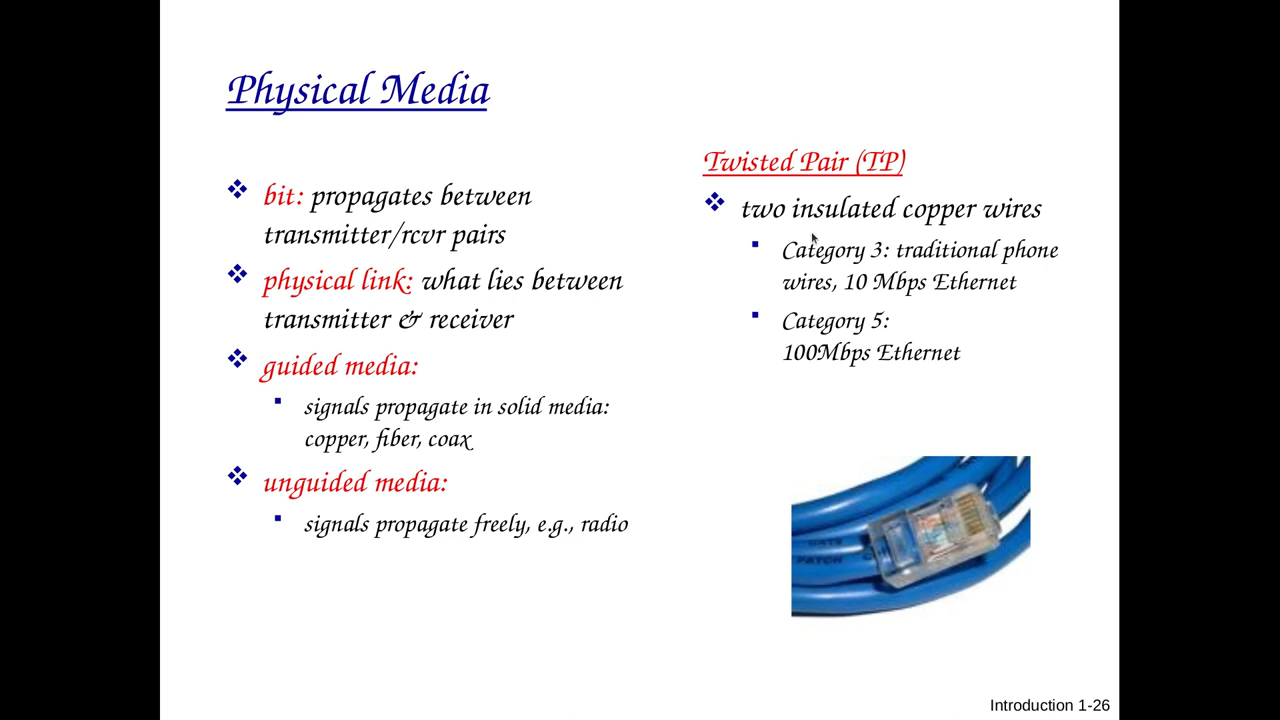 Physical Media
bit: propagates between
transmitter/rcvr pairs
physical link: what lies between
transmitter & receiver
guided media:
signals propagate in solid media:
copper, fiber, coax
unguided media:
signals propagate freely, e.g., radio
Twisted Pair (TP)
two insulated copper wires
Category 3: traditional phone
wires, 10 Mbps Ethernet
Category 5:
100Mbps Ethernet
DATA
PATCH
Introduction 1-26